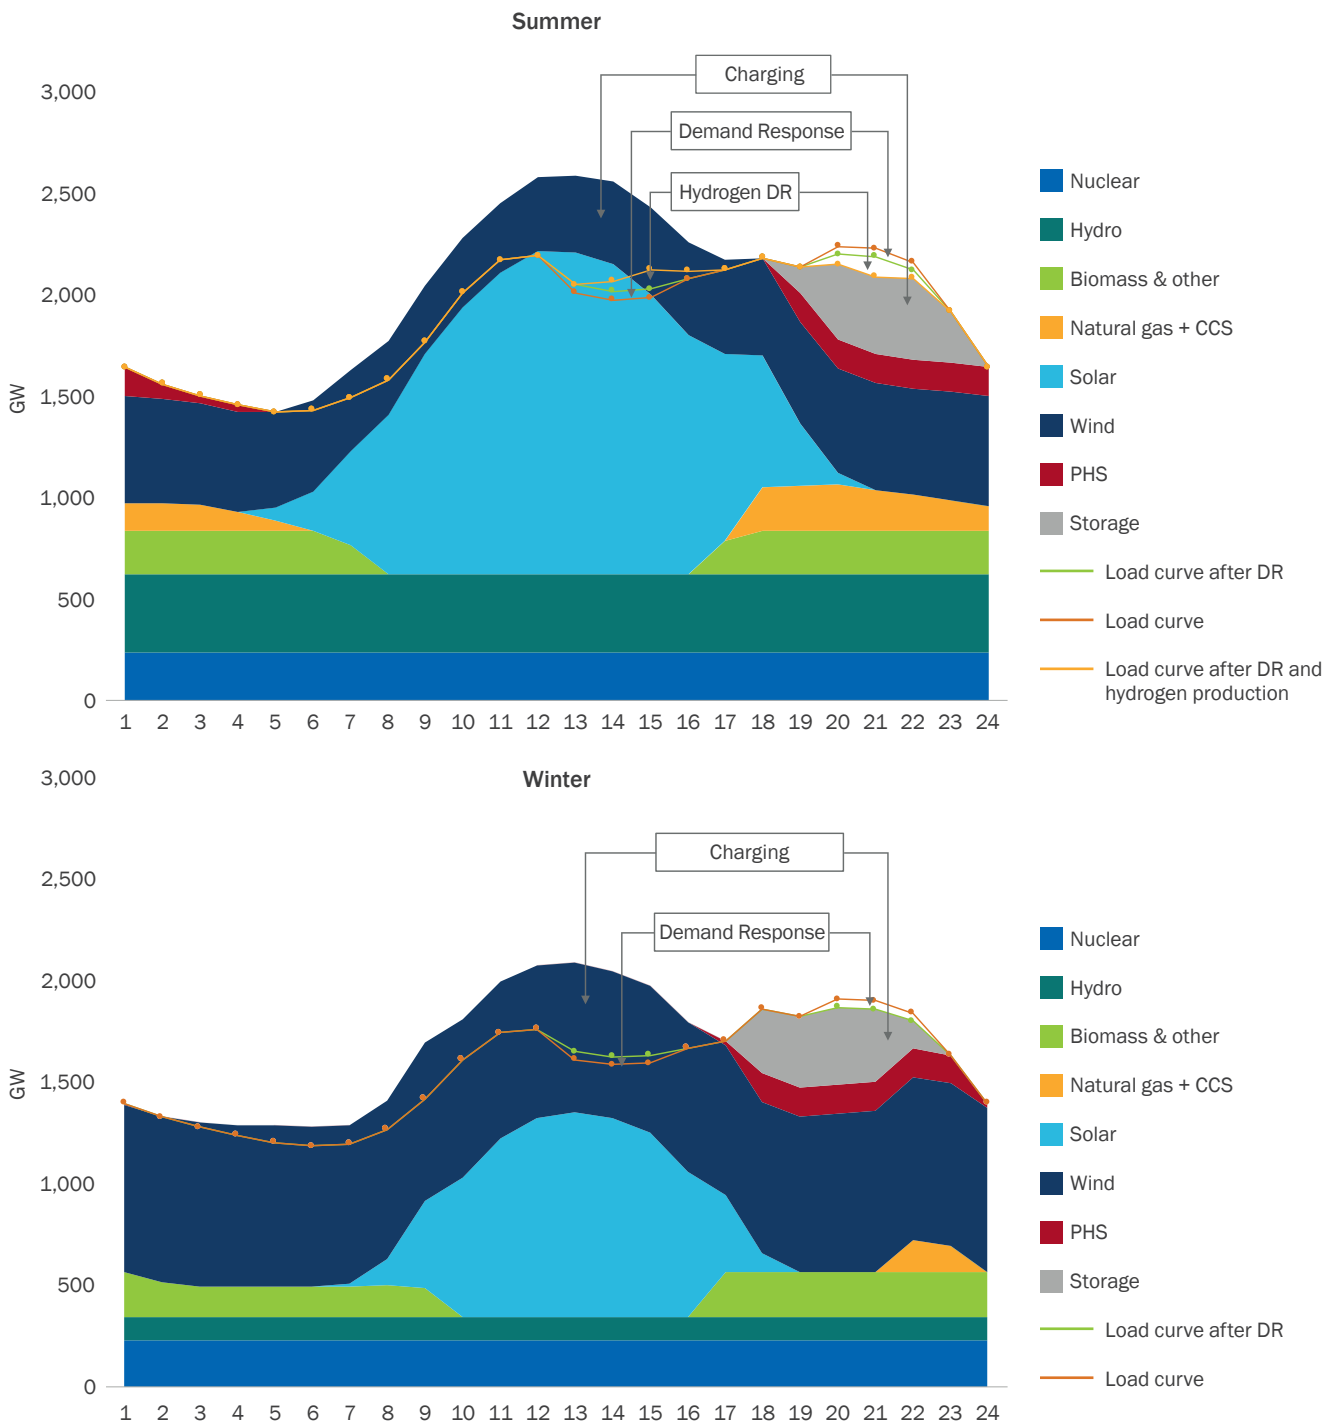 Summer
Charging
Demand Response
Hydrogen DR
3,000
2,500
2,000
1,500
1,000
500
0
GW
1 2 3 4 5 6 7 8 9 10 11 12 13 14 15 16 17 18 19 20 21 22 23 24
Nuclear
Hydro
Biomass & other
Natural gas + CCS
Solar
Wind
PHS
Storage
Load curve after DR
Load curve
Load curve after DR and
hydrogen production
Winter
Charging
Demand Response
3,000
2,500
2,000
1,500
1,000
500
0
GW
1 2 3 4 5 6 7 8 9 10 11 12 13 14 15 16 17 18 19 20 21 22 23 24
Nuclear
Hydro
Biomass & other
Natural gas + CCS
Solar
Wind
PHS
Storage
Load curve after DR
Load curve